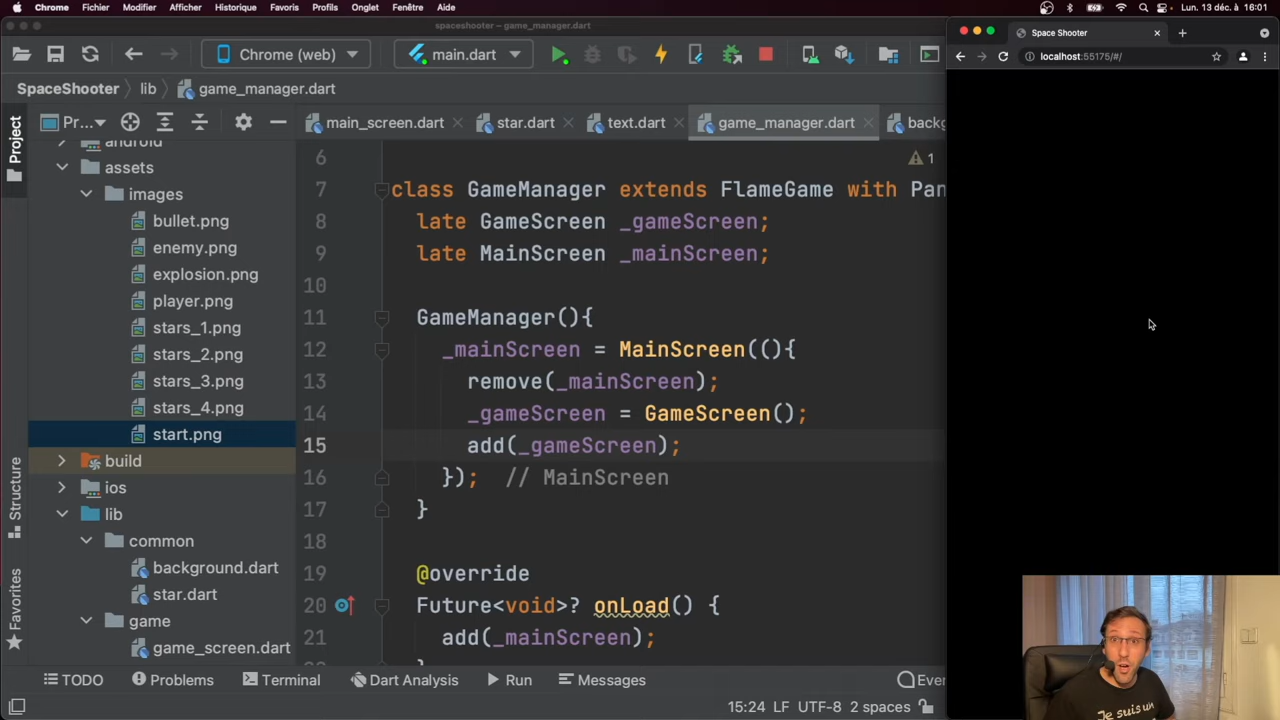 Chrome Fichier Modifier Afficher Historique Favoris Profils Onglet Fenêtre Aide Lun. 13 déc. à 16:01
spaceshooter – game_manager.dart
Chrome (web) main.dart
SpaceShooter lib game_manager.dart
Space Shooter
localhost:55175/#/
Project
Structure
Favorites
Pr...
android
assets
images
bullet.png
enemy.png
explosion.png
player.png
stars_1.png
stars_2.png
stars_3.png
stars_4.png
start.png
build
ios
lib
common
background.dart
star.dart
game
game_screen.dart
main_screen.dart star.dart text.dart game_manager.dart backg
1
6
7 class GameManager extends FlameGame with Pan
8 late GameScreen _gameScreen;
9 late MainScreen _mainScreen;
10
11 GameManager(){
12 _mainScreen = MainScreen((){
13 remove(_mainScreen);
14 _gameScreen = GameScreen();
15 add(_gameScreen);
16 }); // MainScreen
17 }
18
19 @override
20 Future<void>? onLoad() {
21 add(_mainScreen);
TODO Problems Terminal Dart Analysis Run Messages Ever
15:24 LF UTF-8 2 spaces
Je suis un